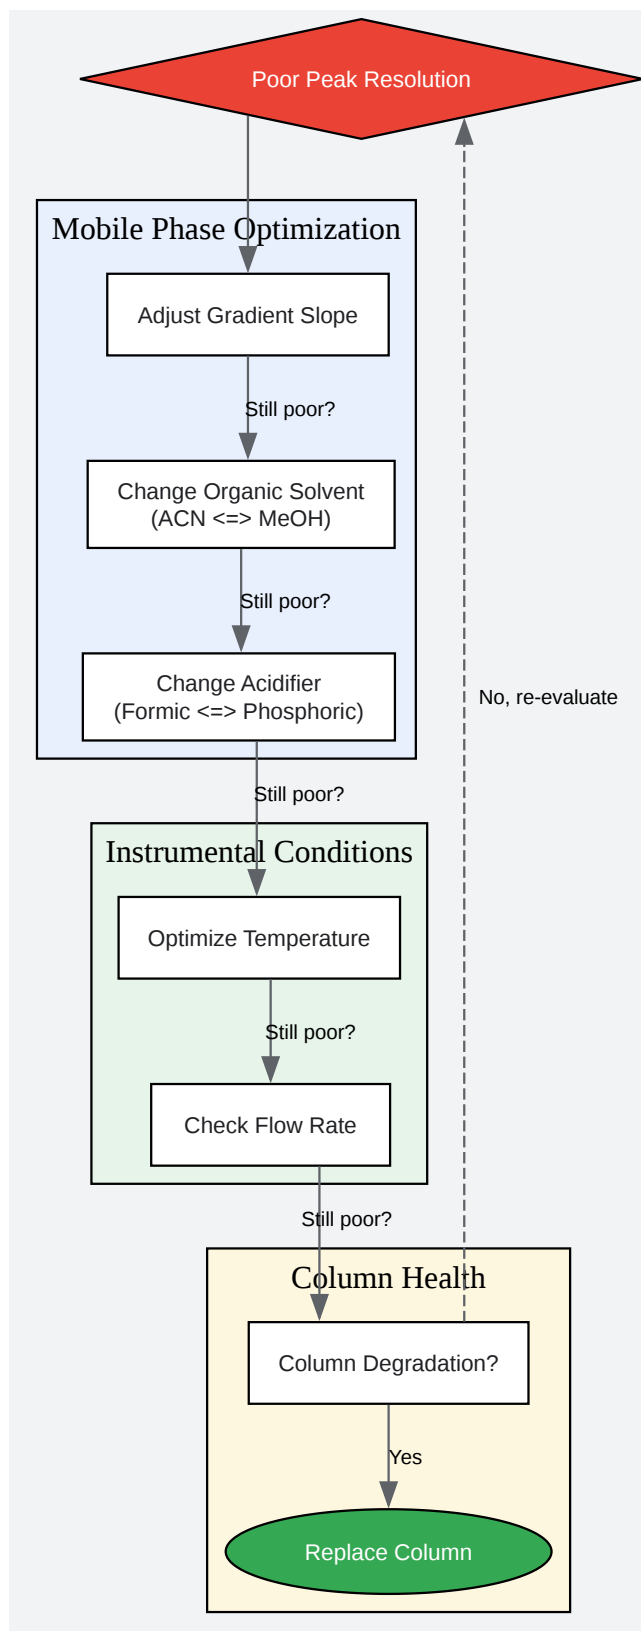 Poor Peak Resolution
Mobile Phase Optimization
Adjust Gradient Slope
Still poor?
Change Organic Solvent
(ACN <=> MeOH)
Still poor?
Change Acidifier
(Formic <=> Phosphoric)
No, re-evaluate
Still poor?
Instrumental Conditions
Optimize Temperature
Still poor?
Check Flow Rate
Still poor?
Column Health
Column Degradation?
Yes
Replace Column